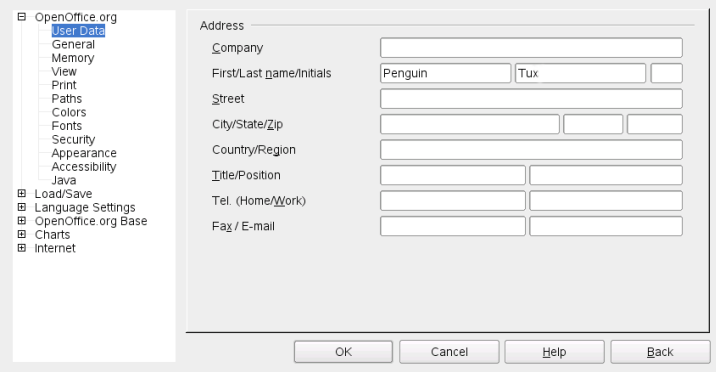 OpenOffice.org
User Data
General
Memory
View
Print
Paths
Colors
Fonts
Security
Appearance
Accessibility
Java
Load/Save
Language Settings
OpenOffice.org Base
Charts
Internet
Address
Company
First/Last name/Initials Penguin Tux
Street
City/State/Zip
Country/Region
Title/Position
Tel. (Home/Work)
Fax / E-mail
OK Cancel Help Back